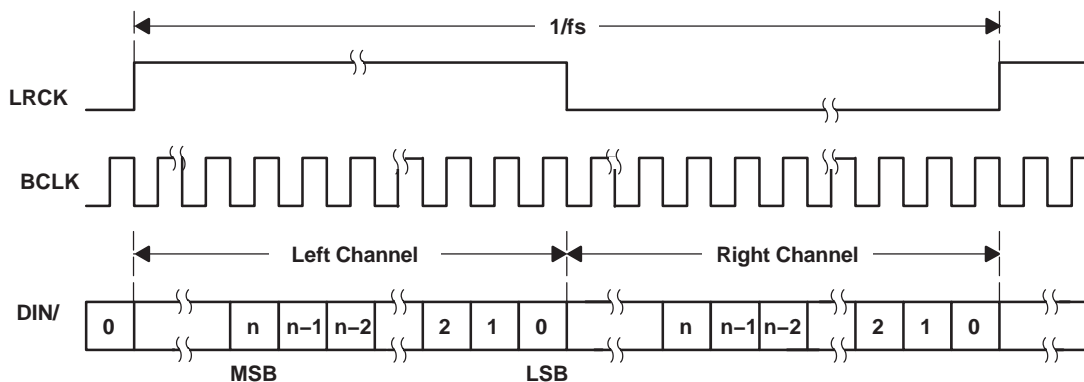 1/fs
LRCK
BCLK
Left Channel Right Channel
DIN/
0 n n–1 n–2 2 1 0 n n–1 n–2 2 1 0
MSB LSB